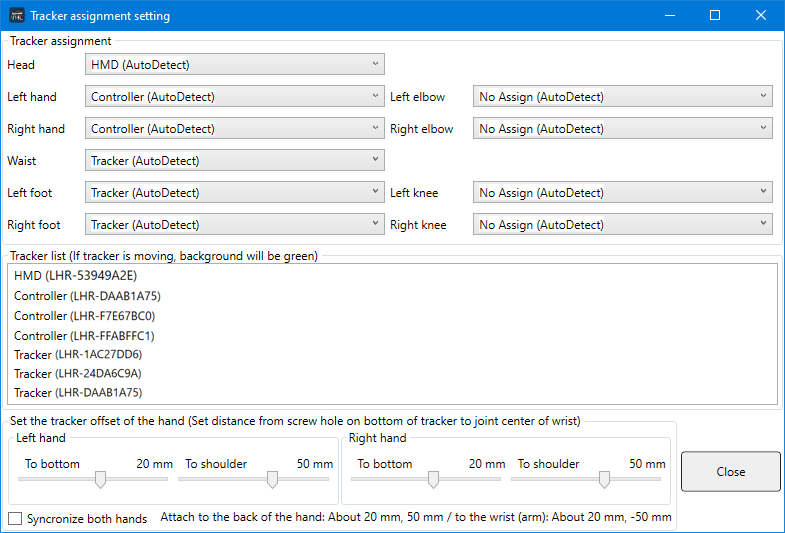 Tracker assignment setting
Tracker assignment
Head HMD (AutoDetect)
Left hand Controller (AutoDetect) Left elbow No Assign (AutoDetect)
Right hand Controller (AutoDetect) Right elbow No Assign (AutoDetect)
Waist Tracker (AutoDetect)
Left foot Tracker (AutoDetect) Left knee No Assign (AutoDetect)
Right foot Tracker (AutoDetect) Right knee No Assign (AutoDetect)
Tracker list (If tracker is moving, background will be green)
HMD (LHR-53949A2E)
Controller (LHR-DAAB1A75)
Controller (LHR-F7E67BC0)
Controller (LHR-FFABFFC1)
Tracker (LHR-1AC27DD6)
Tracker (LHR-24DA6C9A)
Tracker (LHR-DAAB1A75)
Set the tracker offset of the hand (Set distance from screw hole on bottom of tracker to joint center of wrist)
Left hand Right hand
To bottom 20 mm To shoulder 50 mm To bottom 20 mm To shoulder 50 mm
Close
Syncronize both hands Attach to the back of the hand: About 20 mm, 50 mm / to the wrist (arm): About 20 mm, -50 mm